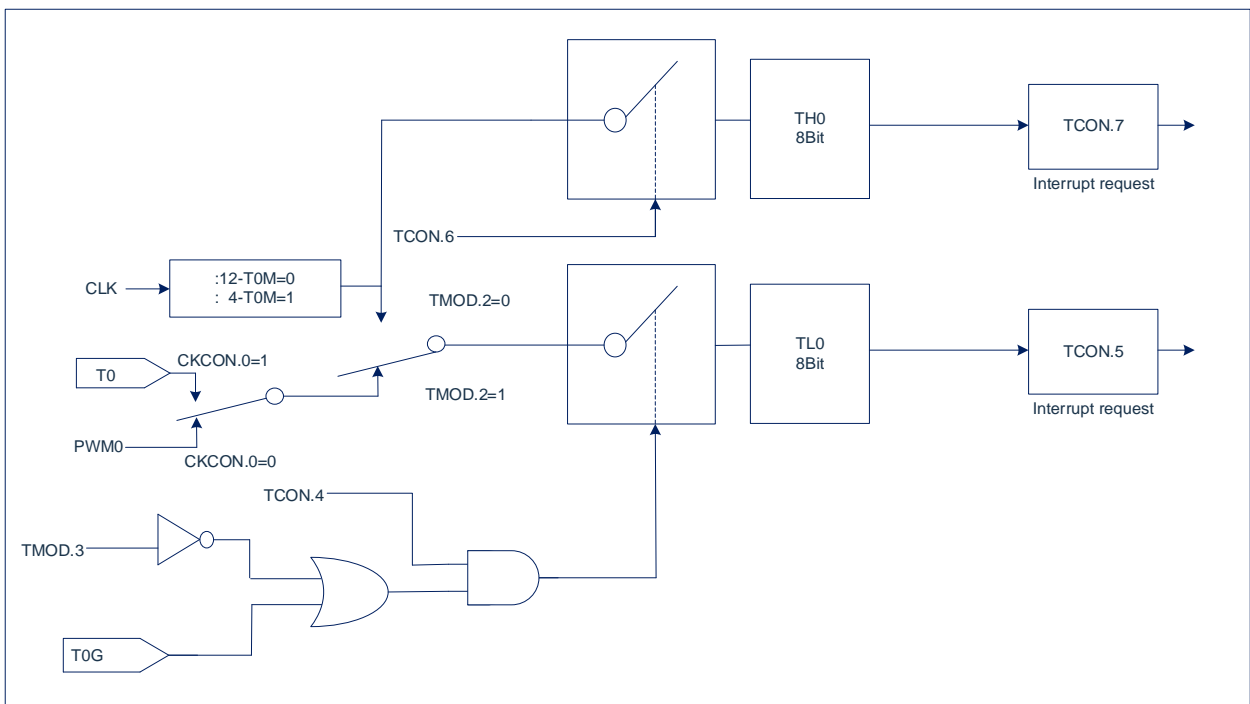 TH0
8Bit
TCON.7
Interrupt request
TCON.6
CLK
:12-T0M=0
: 4-T0M=1
TMOD.2=0
TL0
8Bit
TCON.5
Interrupt request
CKCON.0=1
T0
TMOD.2=1
PWM0
CKCON.0=0
TCON.4
TMOD.3
T0G